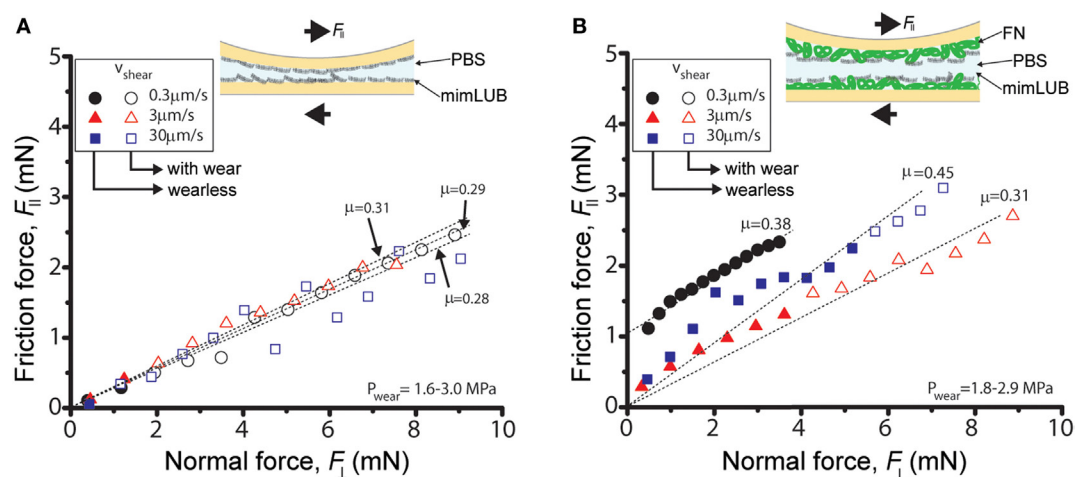 A
F||
PBS
mimLUB
v shear
0.3μm/s
3μm/s
30μm/s
with wear
wearless
μ=0.31
μ=0.29
μ=0.28
P wear = 1.6-3.0 MPa
5
4
3
2
1
0
0 2 4 6 8 10
Friction force, F|| (mN)
Normal force, F⊥ (mN)
B
F||
FN
PBS
mimLUB
v shear
0.3μm/s
3μm/s
30μm/s
with wear
wearless
μ=0.38
μ=0.45
μ=0.31
P wear =1.8-2.9 MPa
5
4
3
2
1
0
0 2 4 6 8 10
Friction force, F|| (mN)
Normal force, F⊥ (mN)